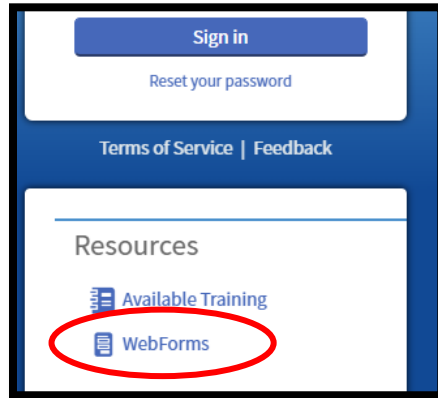 Sign in
Reset your password
Terms of Service | Feedback
Resources
Available Training
WebForms